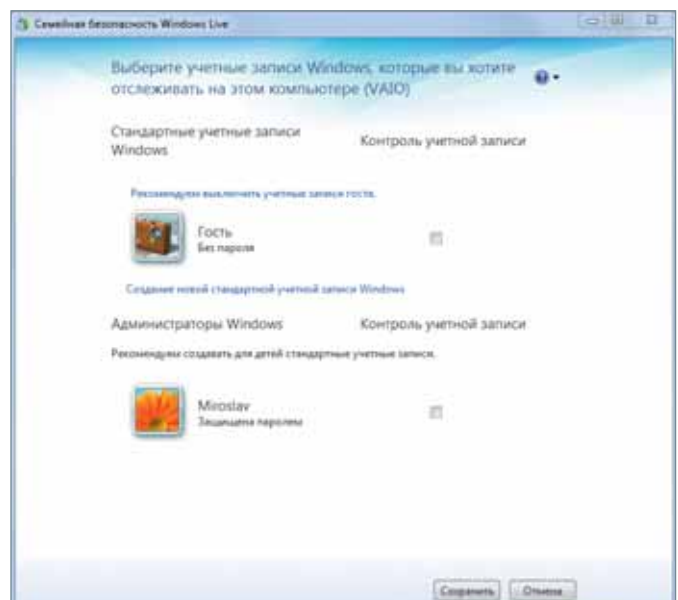 Семейная безопасность Windows Live
Выберите учетные записи Windows, которые вы хотите
отслеживать на этом компьютере (VAIO)
Стандартные учетные записи
Windows
Контроль учетной записи
Рекомендуем выключить учетные записи гостя.
Гость
Без пароля
Создание новой стандартной учетной записи Windows
Администраторы Windows
Контроль учетной записи
Рекомендуем создавать для детей стандартные учетные записи.
Miroslav
Защищена паролем
Сохранить
Отмена